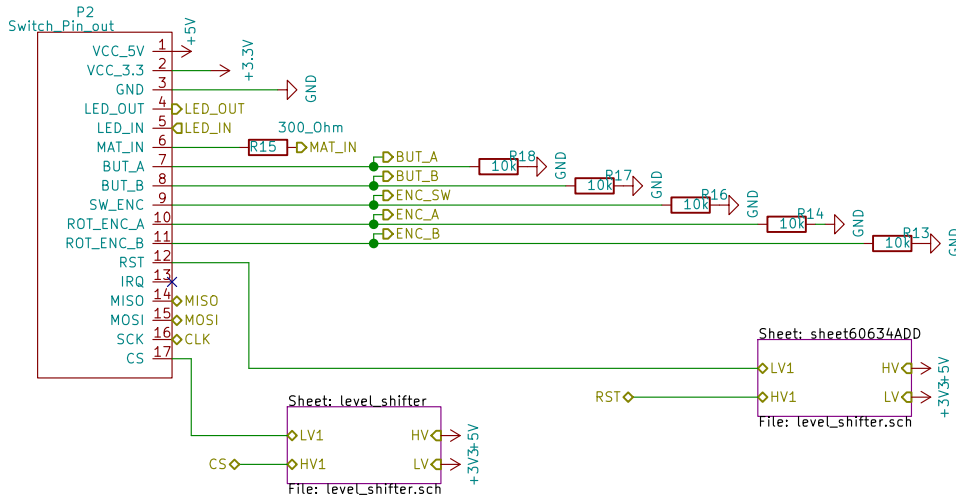 P2
Switch_Pin_out
VCC_5V 1 +5V
VCC_3.3 2 +3.3V
GND 3 GND
LED_OUT 4 LED_OUT
LED_IN 5 LED_IN
300_Ohm
MAT_IN 6 R15 MAT_IN
BUT_A 7 BUT_A R18 10k GND
BUT_B 8 BUT_B R17 10k GND
SW_ENC 9 ENC_SW R16 10k GND
ROT_ENC_A 10 ENC_A R14 10k GND
ROT_ENC_B 11 ENC_B R13 10k GND
RST 12
IRQ 13
MISO 14 MISO
MOSI 15 MOSI
SCK 16 CLK
CS 17
Sheet: sheet60634ADD
LV1 HV +5V
RST HV1 LV +3V3
File: level_shifter.sch
Sheet: level_shifter
LV1 HV +5V
CS HV1 LV +3V3
File: level_shifter.sch